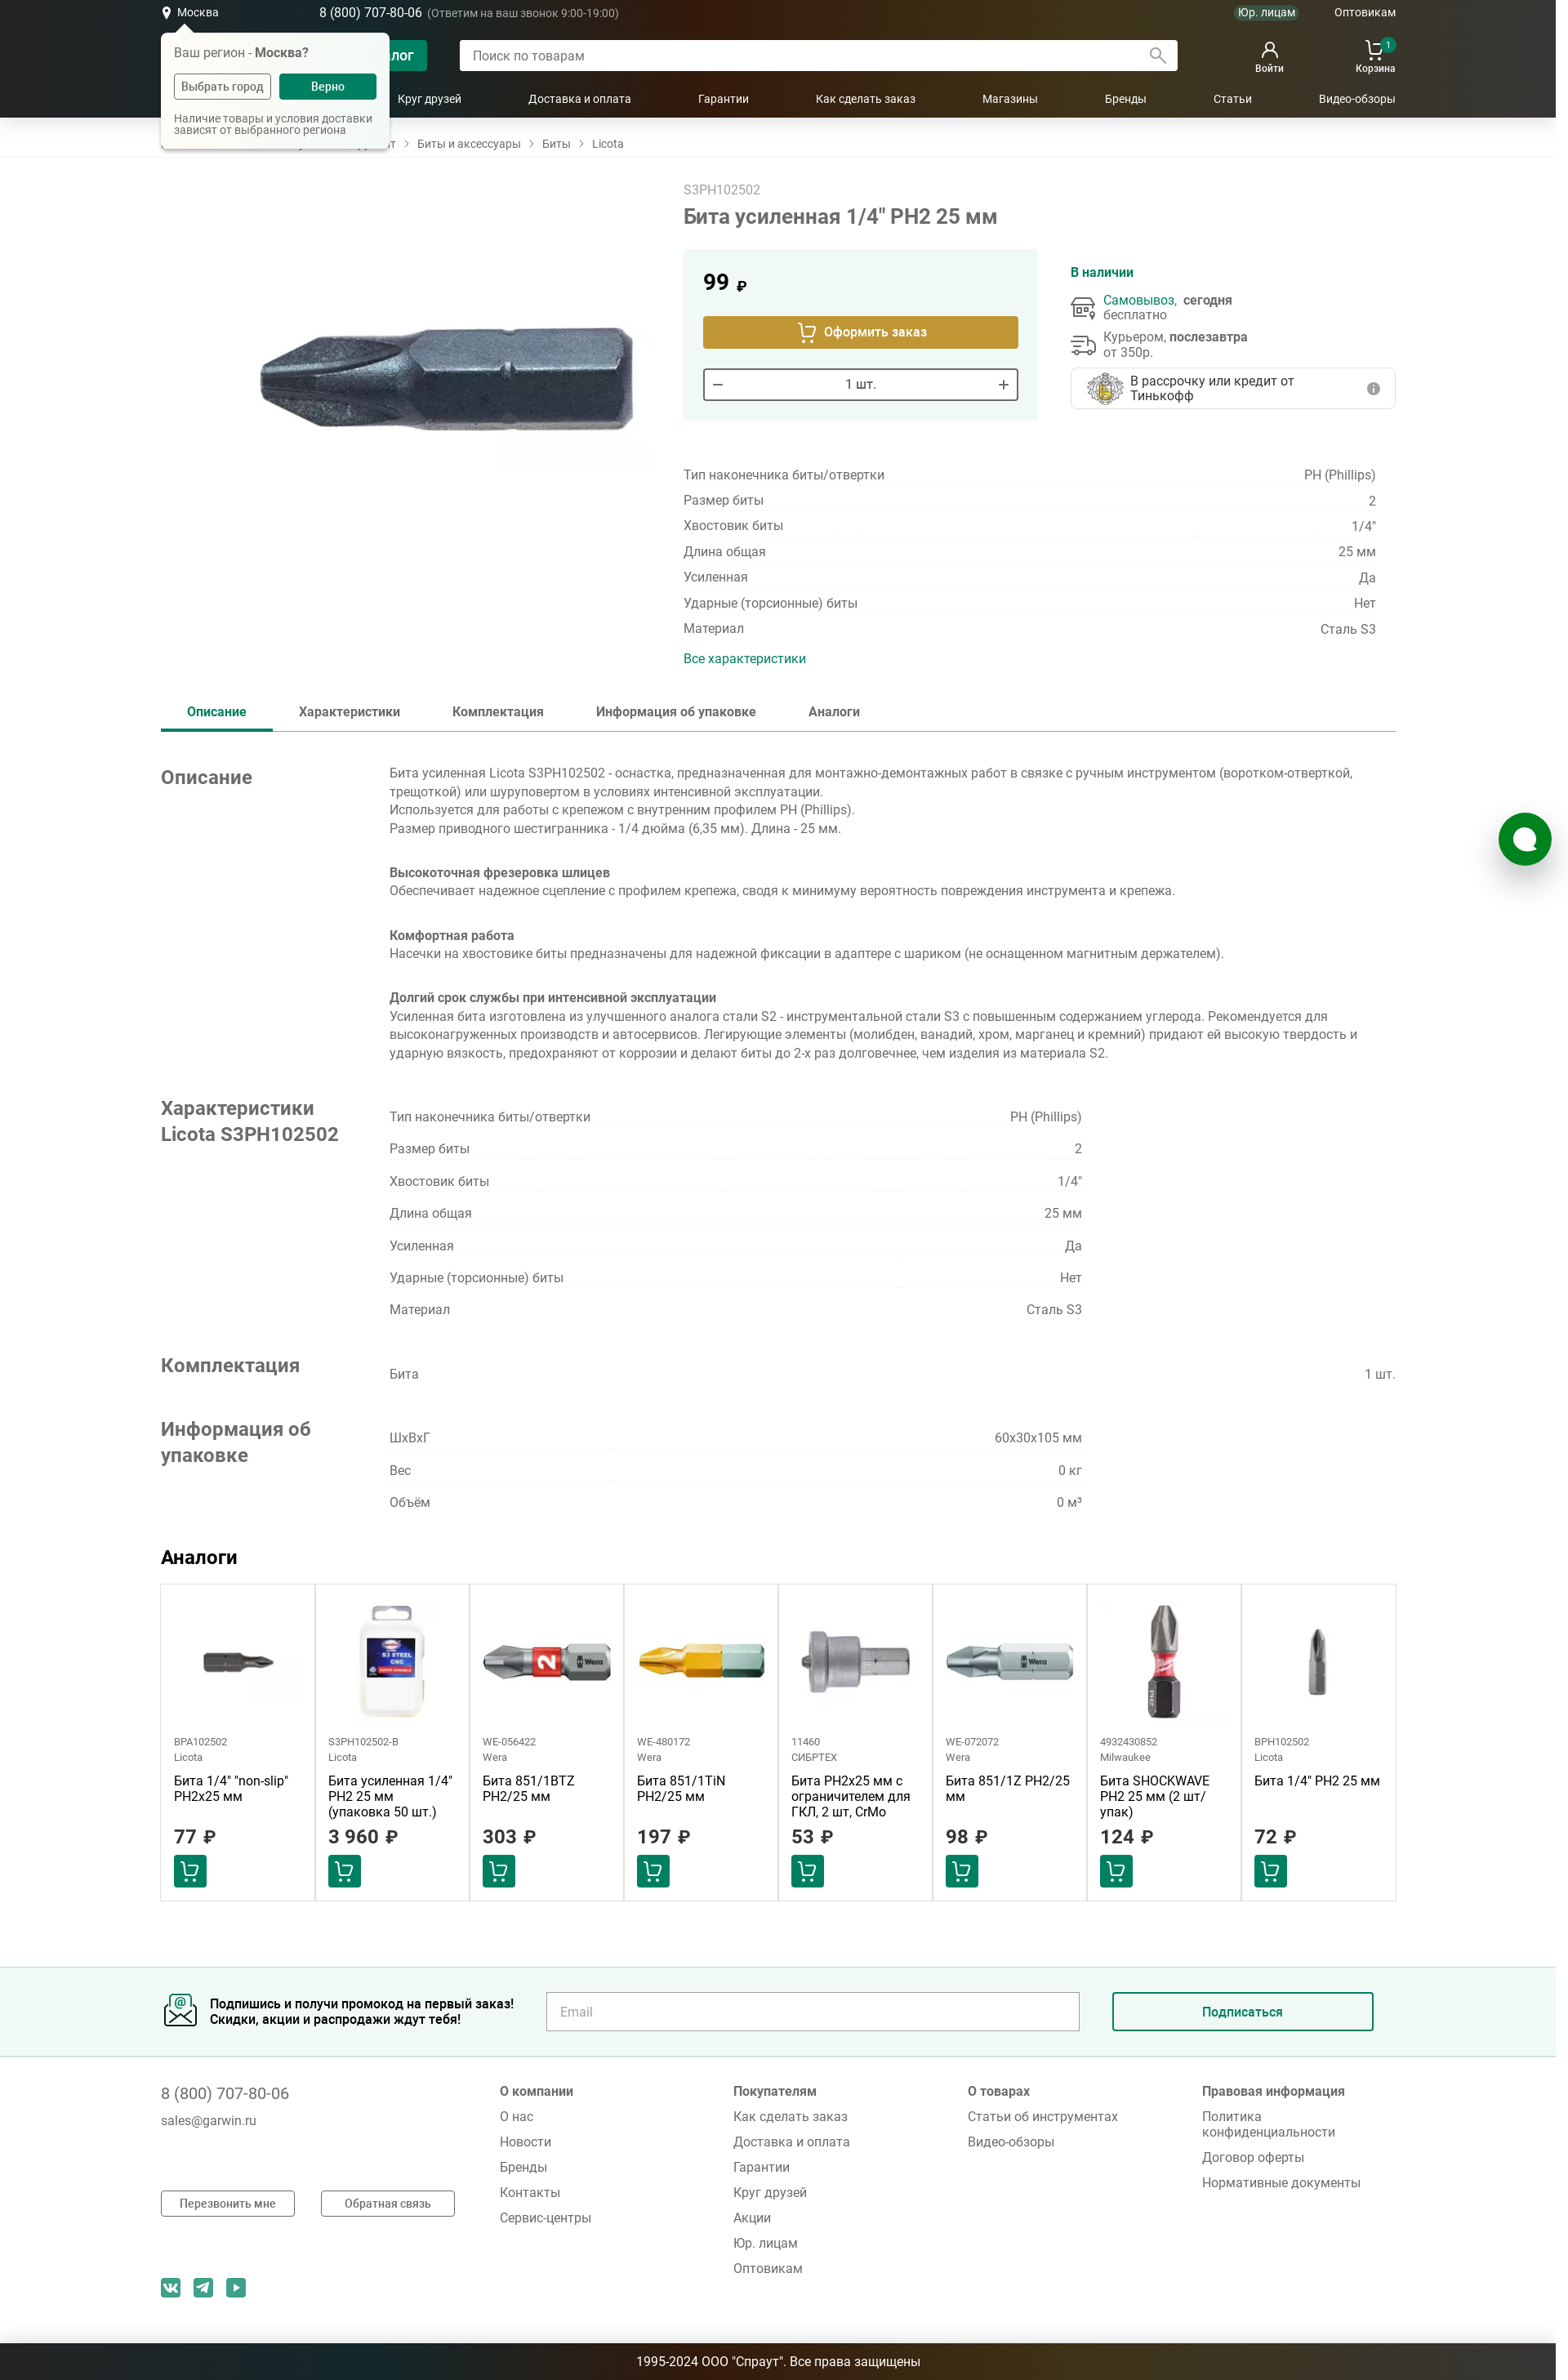 Москва
8 (800) 707-80-06 (Ответим на ваш звонок 9:00-19:00)
Юр. лицам
Оптовикам
Ваш регион - Москва?
Выбрать город
Верно
Наличие товары и условия доставки
зависят от выбранного региона
Поиск по товарам
Войти
1
Корзина
Круг друзей
Доставка и оплата
Гарантии
Как сделать заказ
Магазины
Бренды
Статьи
Видео-обзоры
Биты и аксессуары
Биты
Licota
S3PH102502
Бита усиленная 1/4" PH2 25 мм
99 ₽
Оформить заказ
1 шт.
В наличии
Самовывоз, сегодня
бесплатно
Курьером, послезавтра
от 350р.
В рассрочку или кредит от
Тинькофф
Тип наконечника биты/отвертки PH (Phillips)
Размер биты 2
Хвостовик биты 1/4"
Длина общая 25 мм
Усиленная Да
Ударные (торсионные) биты Нет
Материал Сталь S3
Все характеристики
Описание
Характеристики
Комплектация
Информация об упаковке
Аналоги
Описание
Бита усиленная Licota S3PH102502 - оснастка, предназначенная для монтажно-демонтажных работ в связке с ручным инструментом (воротком-отверткой,
трещоткой) или шуруповертом в условиях интенсивной эксплуатации.
Используется для работы с крепежом с внутренним профилем PH (Phillips).
Размер приводного шестигранника - 1/4 дюйма (6,35 мм). Длина - 25 мм.
Высокоточная фрезеровка шлицев
Обеспечивает надежное сцепление с профилем крепежа, сводя к минимуму вероятность повреждения инструмента и крепежа.
Комфортная работа
Насечки на хвостовике биты предназначены для надежной фиксации в адаптере с шариком (не оснащенном магнитным держателем).
Долгий срок службы при интенсивной эксплуатации
Усиленная бита изготовлена из улучшенного аналога стали S2 - инструментальной стали S3 с повышенным содержанием углерода. Рекомендуется для
высоконагруженных производств и автосервисов. Легирующие элементы (молибден, ванадий, хром, марганец и кремний) придают ей высокую твердость и
ударную вязкость, предохраняют от коррозии и делают биты до 2-х раз долговечнее, чем изделия из материала S2.
Характеристики
Licota S3PH102502
Тип наконечника биты/отвертки PH (Phillips)
Размер биты 2
Хвостовик биты 1/4"
Длина общая 25 мм
Усиленная Да
Ударные (торсионные) биты Нет
Материал Сталь S3
Комплектация
Бита 1 шт.
Информация об
упаковке
ШхВхГ 60x30x105 мм
Вес 0 кг
Объём 0 м³
Аналоги
BPA102502
Licota
Бита 1/4" "non-slip"
PH2x25 мм
77 ₽
S3 STEEL
CNC
S3PH102502-B
Licota
Бита усиленная 1/4"
PH2 25 мм
(упаковка 50 шт.)
3 960 ₽
2
Wera
WE-056422
Wera
Бита 851/1BTZ
PH2/25 мм
303 ₽
WE-480172
Wera
Бита 851/1TiN
PH2/25 мм
197 ₽
11460
СИБРТЕХ
Бита PH2x25 мм с
ограничителем для
ГКЛ, 2 шт, CrMo
53 ₽
Wera
WE-072072
Wera
Бита 851/1Z PH2/25
мм
98 ₽
PH2
4932430852
Milwaukee
Бита SHOCKWAVE
PH2 25 мм (2 шт/
упак)
124 ₽
BPH102502
Licota
Бита 1/4" PH2 25 мм
72 ₽
Подпишись и получи промокод на первый заказ!
Скидки, акции и распродажи ждут тебя!
Email
Подписаться
8 (800) 707-80-06
sales@garwin.ru
Перезвонить мне
Обратная связь
О компании
О нас
Новости
Бренды
Контакты
Сервис-центры
Покупателям
Как сделать заказ
Доставка и оплата
Гарантии
Круг друзей
Акции
Юр. лицам
Оптовикам
О товарах
Статьи об инструментах
Видео-обзоры
Правовая информация
Политика
конфиденциальности
Договор оферты
Нормативные документы
1995-2024 ООО "Спраут". Все права защищены